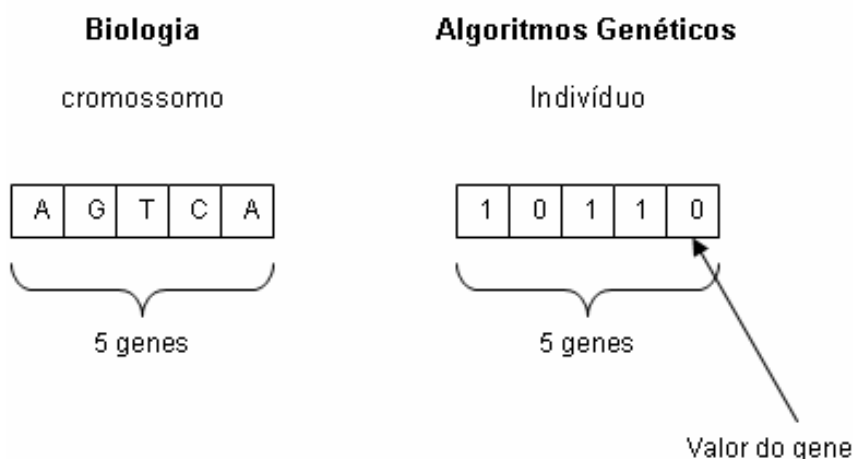 Biologia
Algoritmos Genéticos
cromossomo
Indivíduo
A G T C A
1 0 1 1 0
5 genes
5 genes
Valor do gene